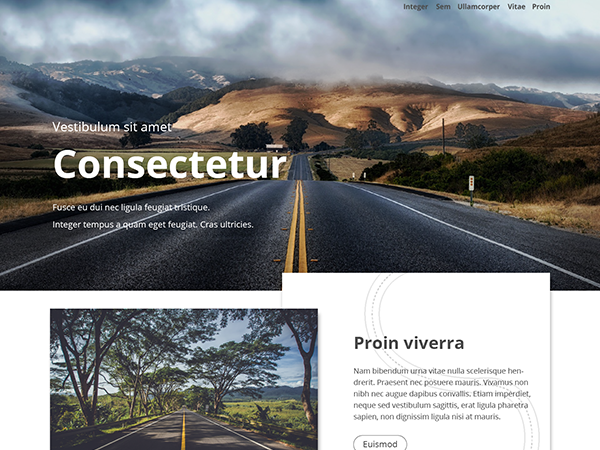 Integer Sem Ullamcorper Vitae Proin
Vestibulum sit amet
Consectetur
Fusce eu dui nec ligula feugiat tristique.
Integer tempus a quam eget feugiat. Cras ultricies.
Proin viverra
Nam bibendum urna vitae nulla scelerisque hen-
drerit. Praesent nec posuere mauris. Vivamus non
nibh nec augue dapibus convallis. Etiam imperdiet,
neque sed vestibulum sagittis, erat ligula pharetra
sapien, non dignissim ligula nisi at mauris.
Euismod